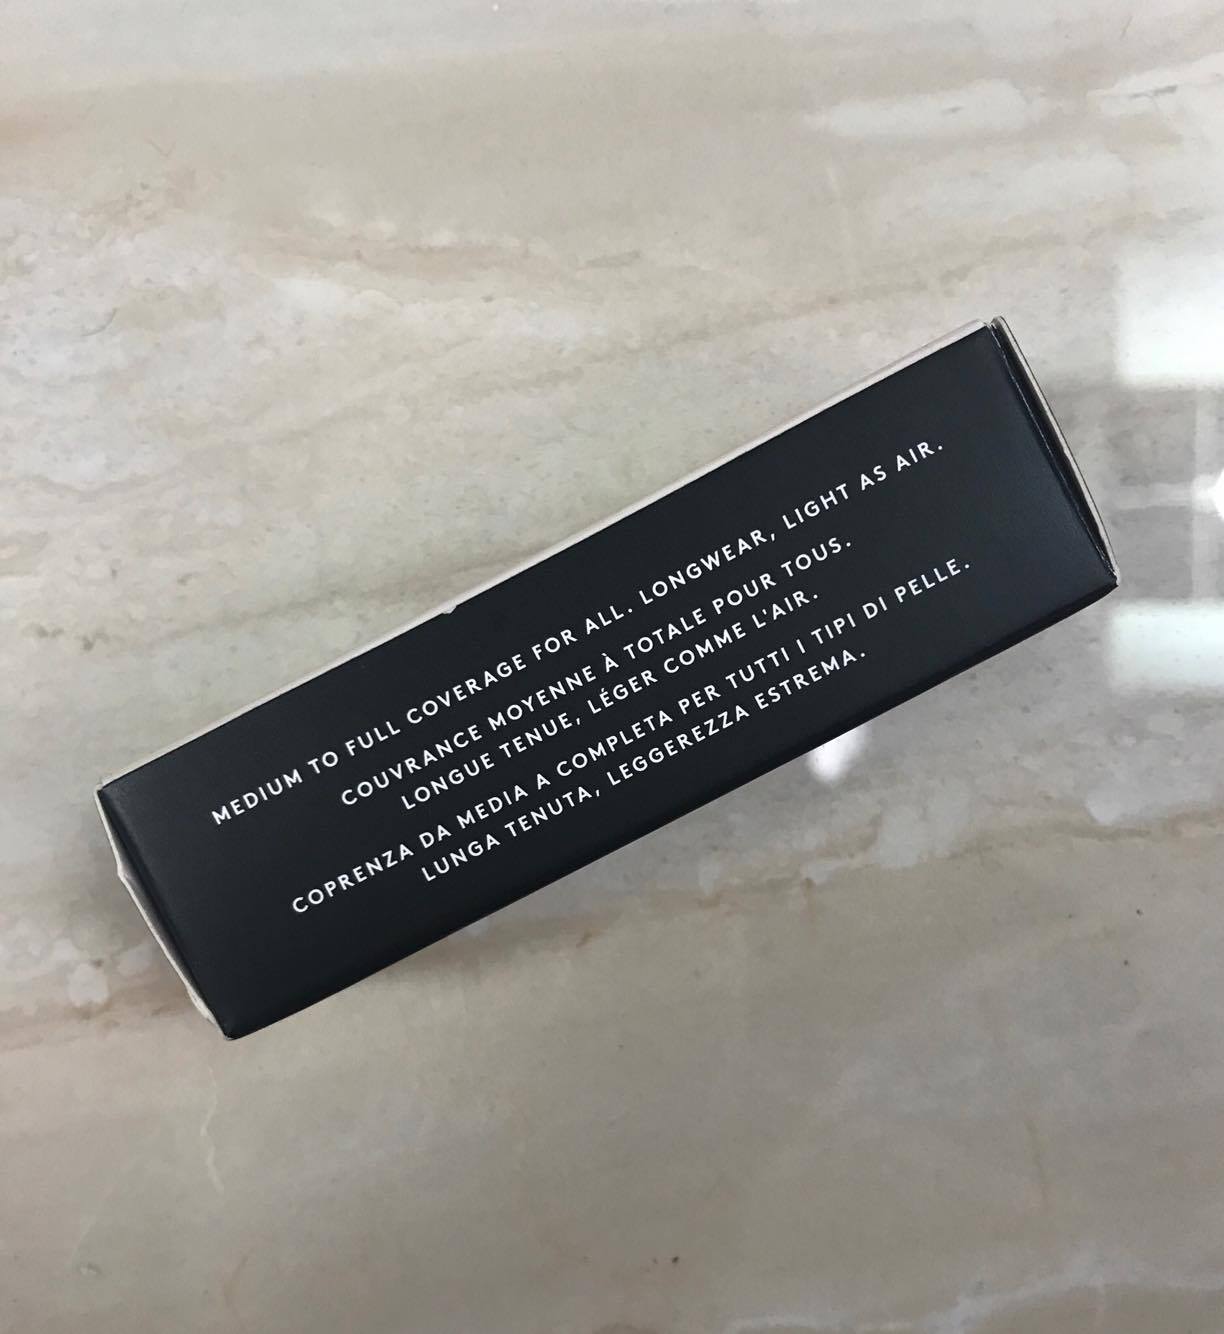 MEDIUM TO FULL COVERAGE FOR ALL. LONGWEAR, LIGHT AS AIR.
COUVRANCE MOYENNE À TOTALE POUR TOUS.
LONGUE TENUE, LÉGER COMME L'AIR.
COPRENZA DA MEDIA A COMPLETA PER TUTTI I TIPI DI PELLE.
LUNGA TENUTA, LEGGEREZZA ESTREMA.